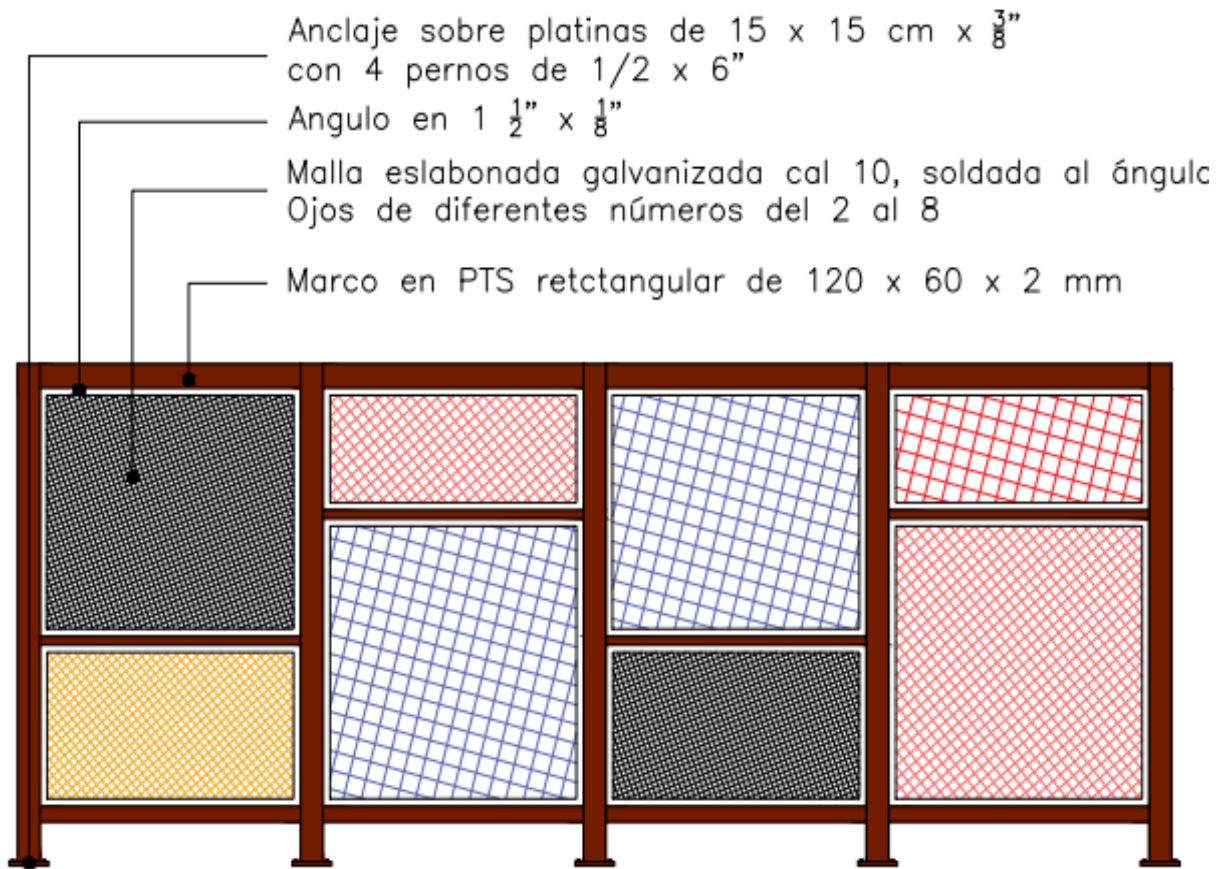 Anclaje sobre platinas de 15 x 15 cm x 3/8"
con 4 pernos de 1/2 x 6"
Angulo en 1 1/2" x 1/8"
Malla eslabonada galvanizada cal 10, soldada al ángulo
Ojos de diferentes números del 2 al 8
Marco en PTS retctangular de 120 x 60 x 2 mm